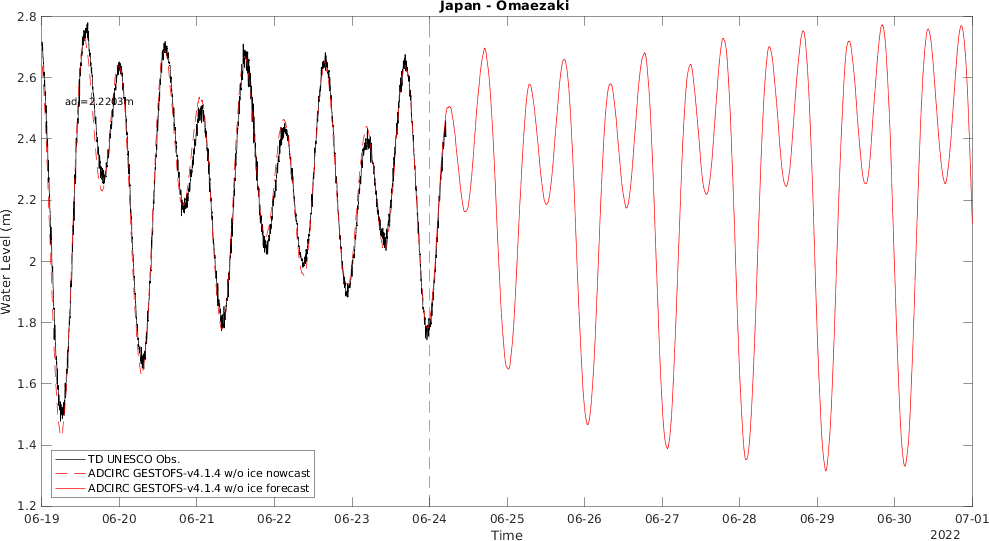 Japan - Omaezaki
Water Level (m)
2.8
2.6
2.4
2.2
2
1.8
1.6
1.4
1.2
adj=2.2203m
TD UNESCO Obs.
ADCIRC GESTOFS-v4.1.4 w/o ice nowcast
ADCIRC GESTOFS-v4.1.4 w/o ice forecast
06-19 06-20 06-21 06-22 06-23 06-24 06-25 06-26 06-27 06-28 06-29 06-30 07-01
Time
2022